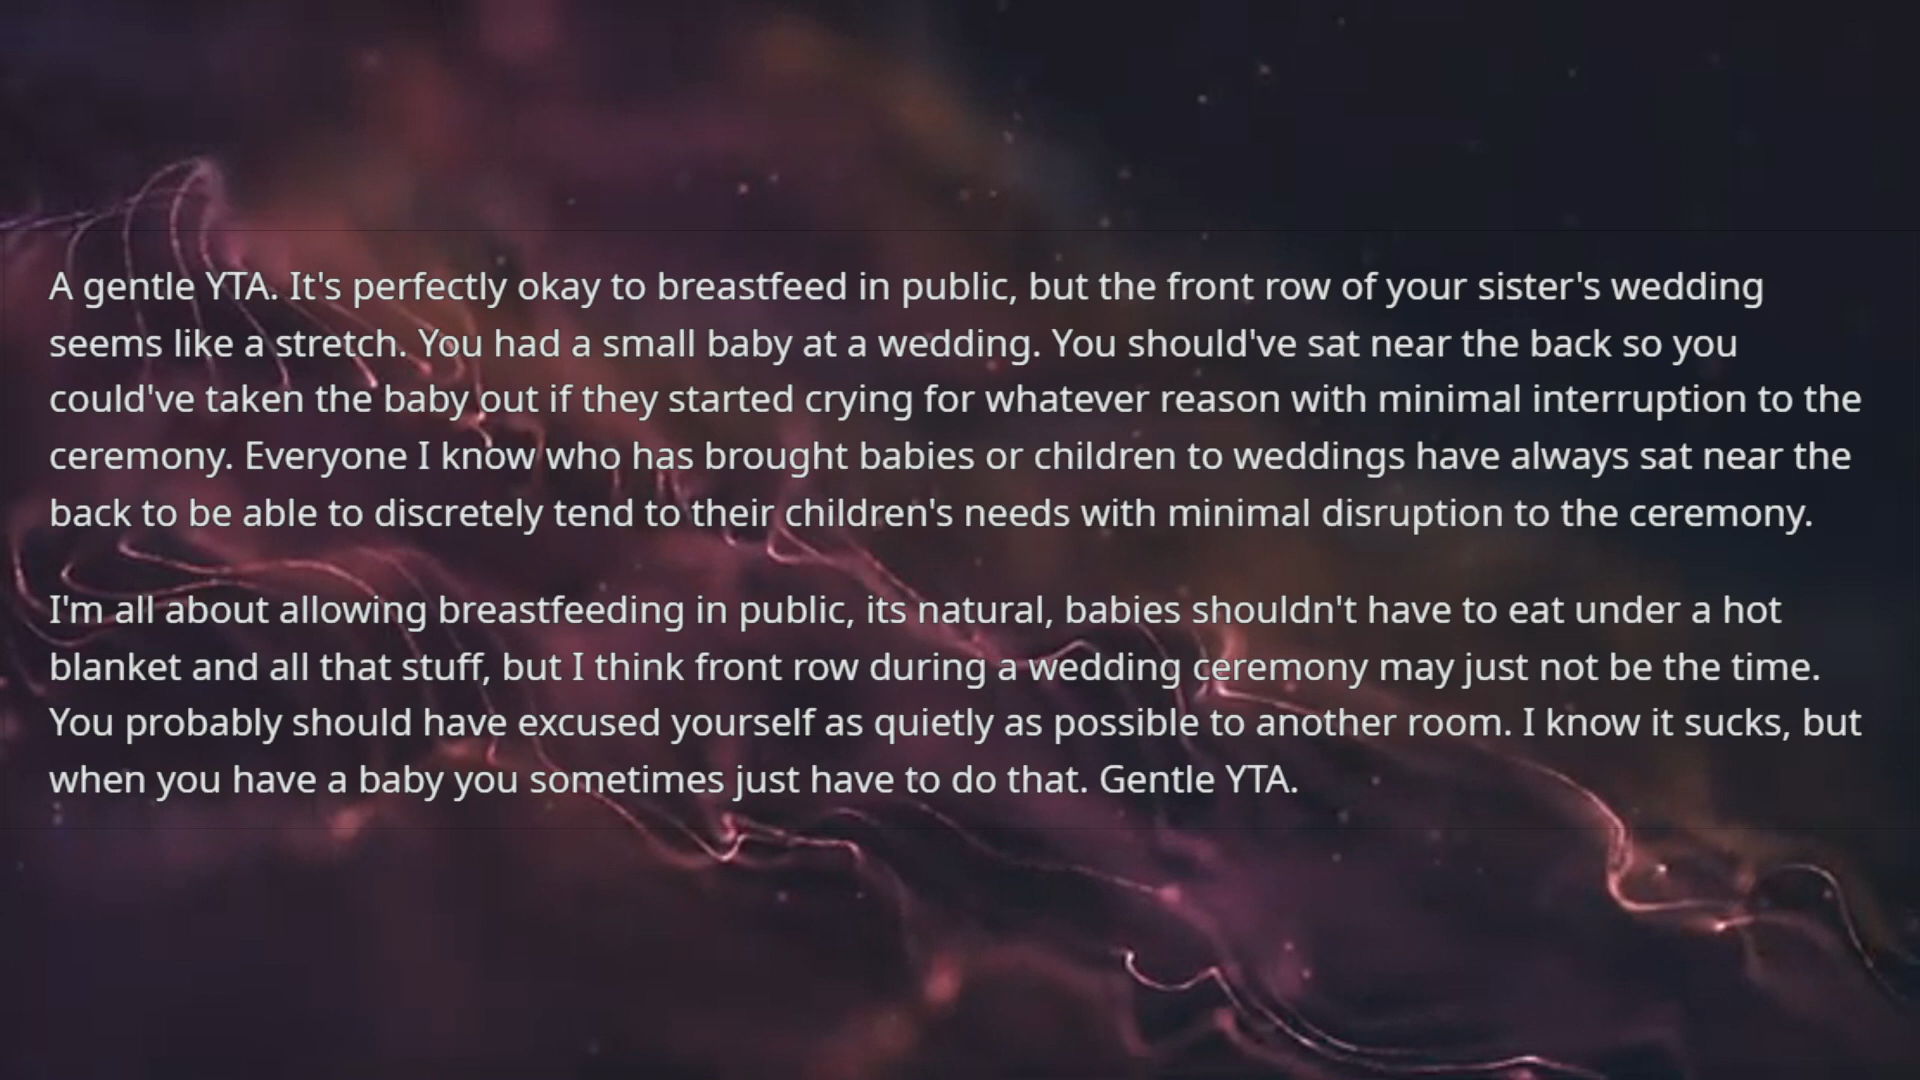 A gentle YTA. It's perfectly okay to breastfeed in public, but the front row of your sister's wedding
seems like a stretch. You had a small baby at a wedding. You should've sat near the back so you
could've taken the baby out if they started crying for whatever reason with minimal interruption to the
ceremony. Everyone I know who has brought babies or children to weddings have always sat near the
back to be able to discretely tend to their children's needs with minimal disruption to the ceremony.
I'm all about allowing breastfeeding in public, its natural, babies shouldn't have to eat under a hot
blanket and all that stuff, but I think front row during a wedding ceremony may just not be the time.
You probably should have excused yourself as quietly as possible to another room. I know it sucks, but
when you have a baby you sometimes just have to do that. Gentle YTA.